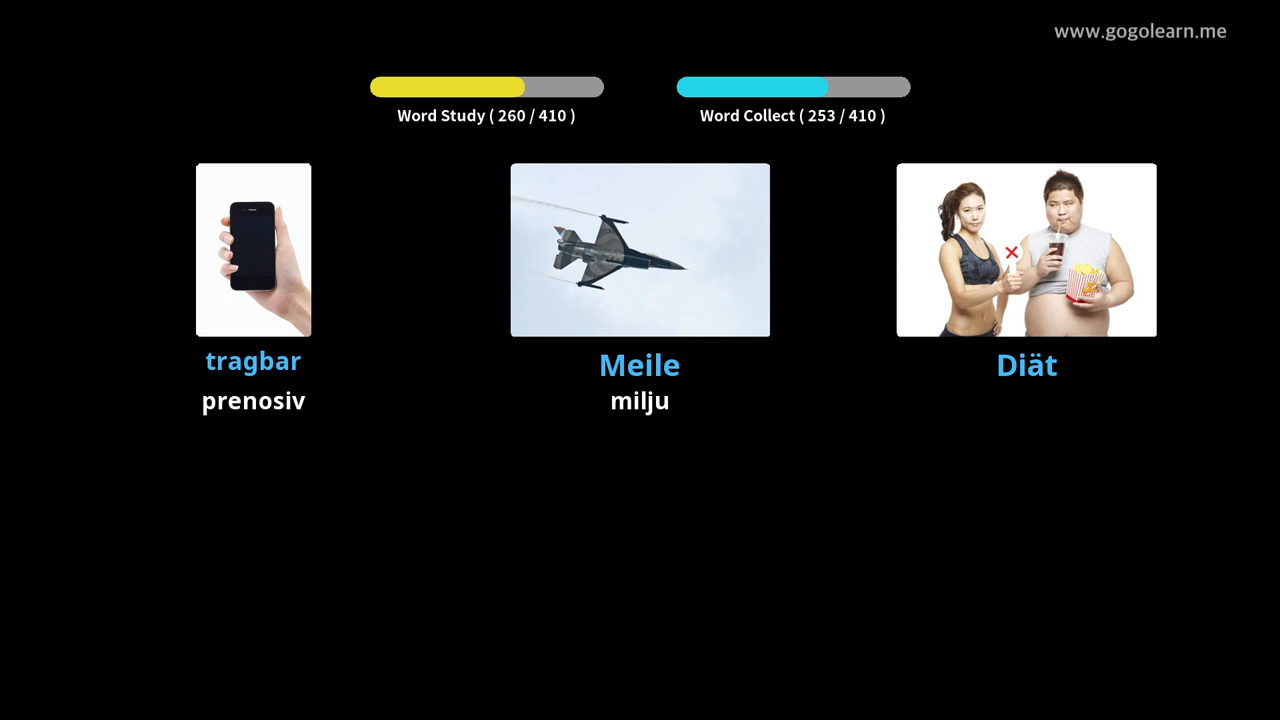 www.gogolearn.me
Word Study ( 260 / 410 )
Word Collect ( 253 / 410 )
tragbar
prenosiv
Meile
milju
Diät